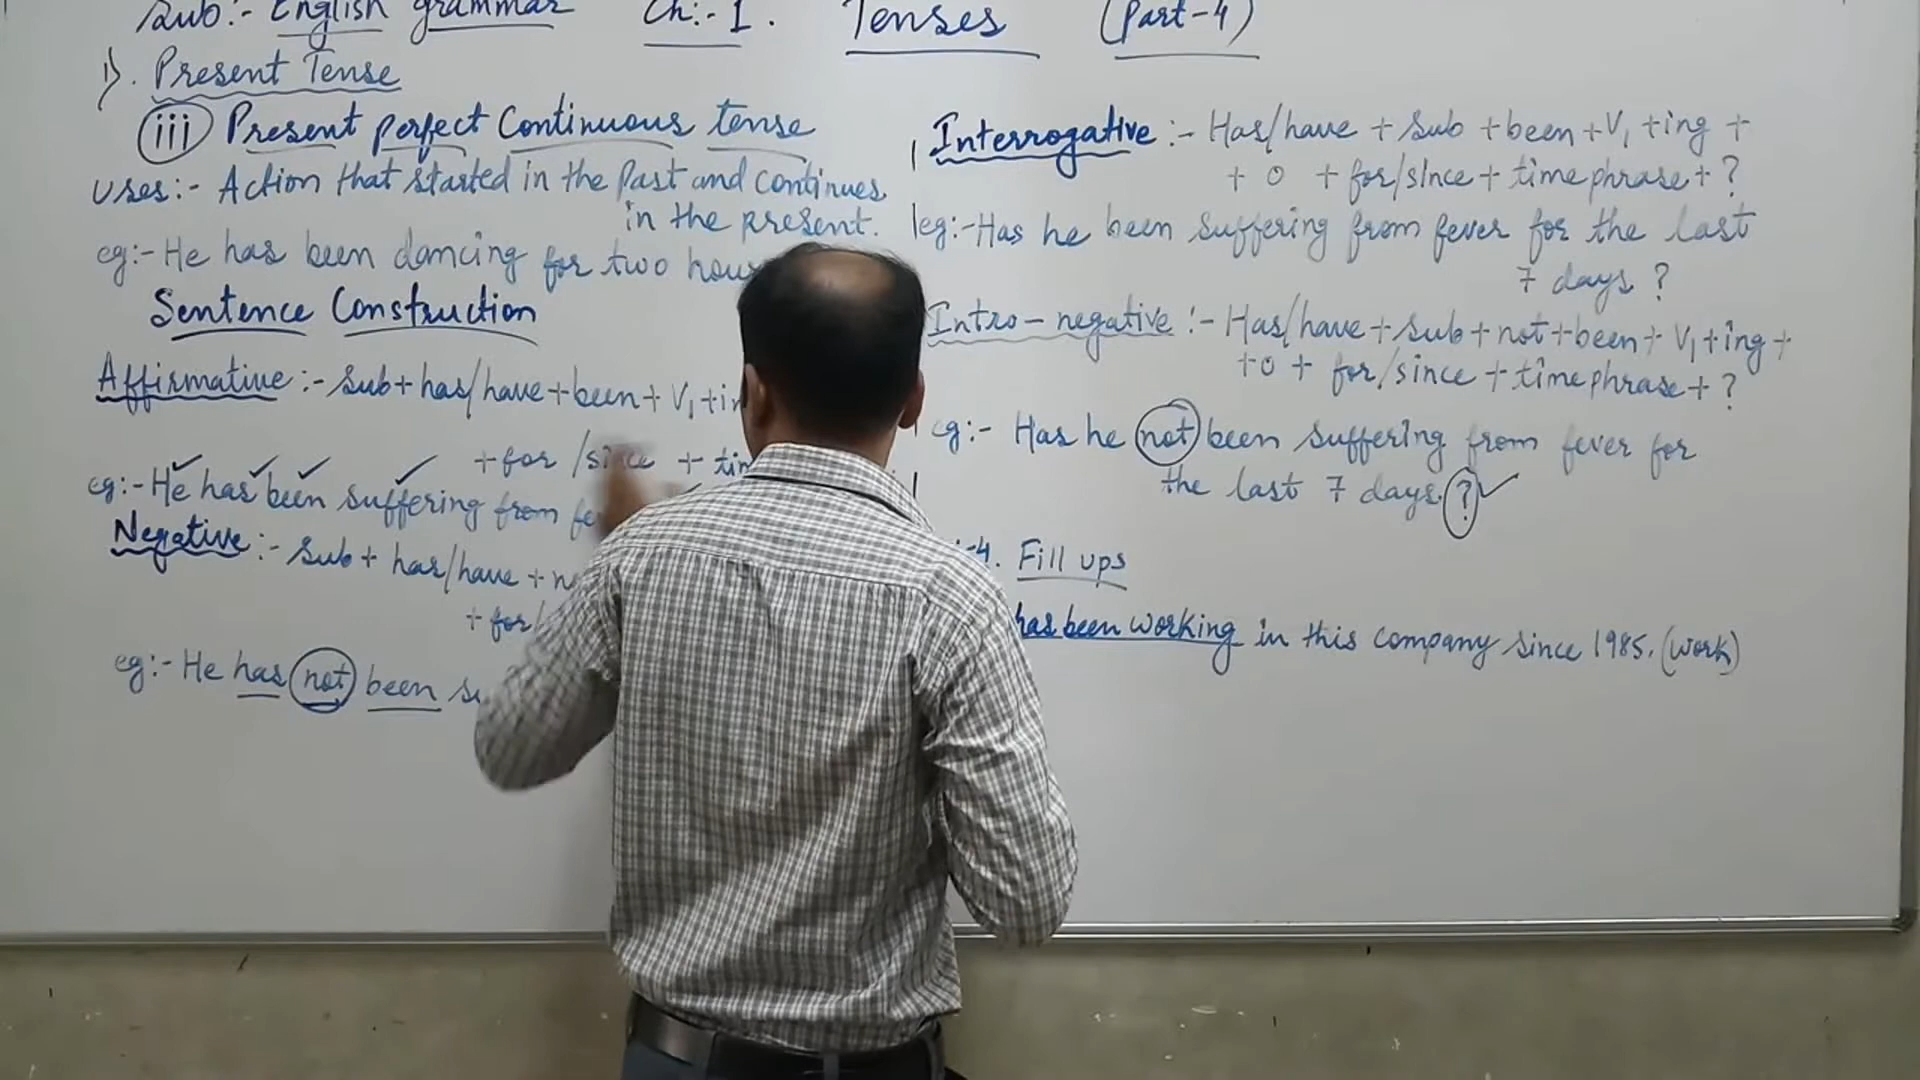 Sub:- English grammar Ch:- 1. Tenses (Part-4)
1). Present Tense
(iii) Present perfect Continuous tense
Uses:- Action that started in the Past and continues
in the present.
eg:- He has been dancing for two
Sentence Construction
Affirmative :- Sub + has/have + been + V1 +
+ for /since +
eg:- He has been suffering from
Negative :- Sub + has/have +
+ for/
eg:- He has not been
Interrogative :- Has/have + Sub + been + V1 + ing +
+ O + for/since + time phrase + ?
eg:- Has he been suffering from fever for the last
7 days ?
Intro-negative :- Has/have + Sub + not + been + V1 + ing +
+ O + for/since + time phrase + ?
eg:- Has he not been suffering from fever for
the last 7 days. ?
4. Fill ups
has been working in this company since 1985. (work)